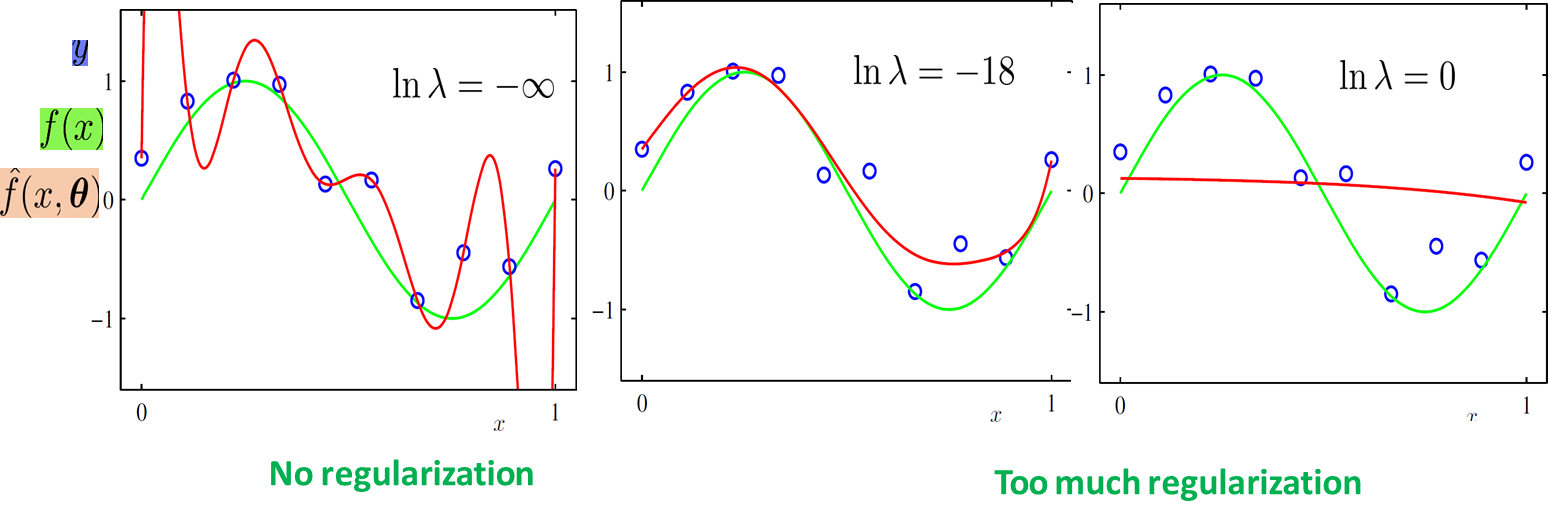 y
f(x)
f̂(x, θ)
1
0
−1
ln λ = −∞
0
1
x
No regularization
1
0
−1
ln λ = −18
0
1
x
1
0
−1
ln λ = 0
0
1
x
Too much regularization